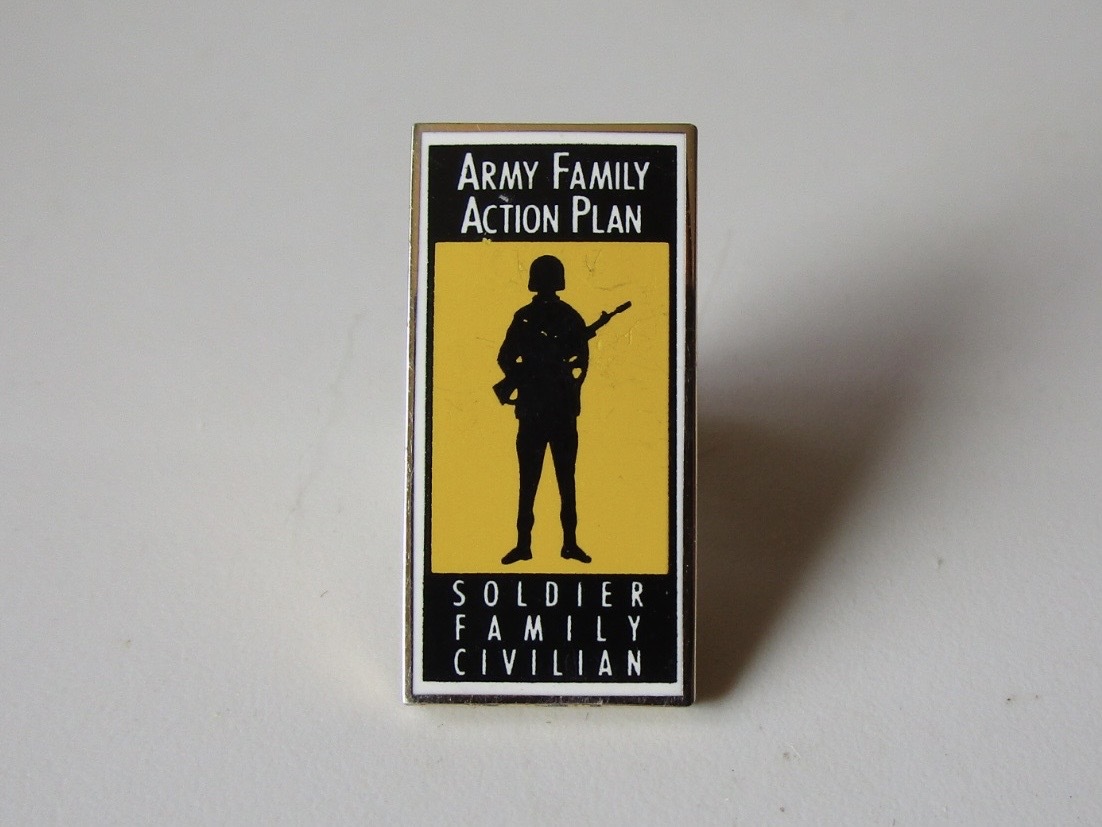 ARMY FAMILY
ACTION PLAN
SOLDIER
FAMILY
CIVILIAN